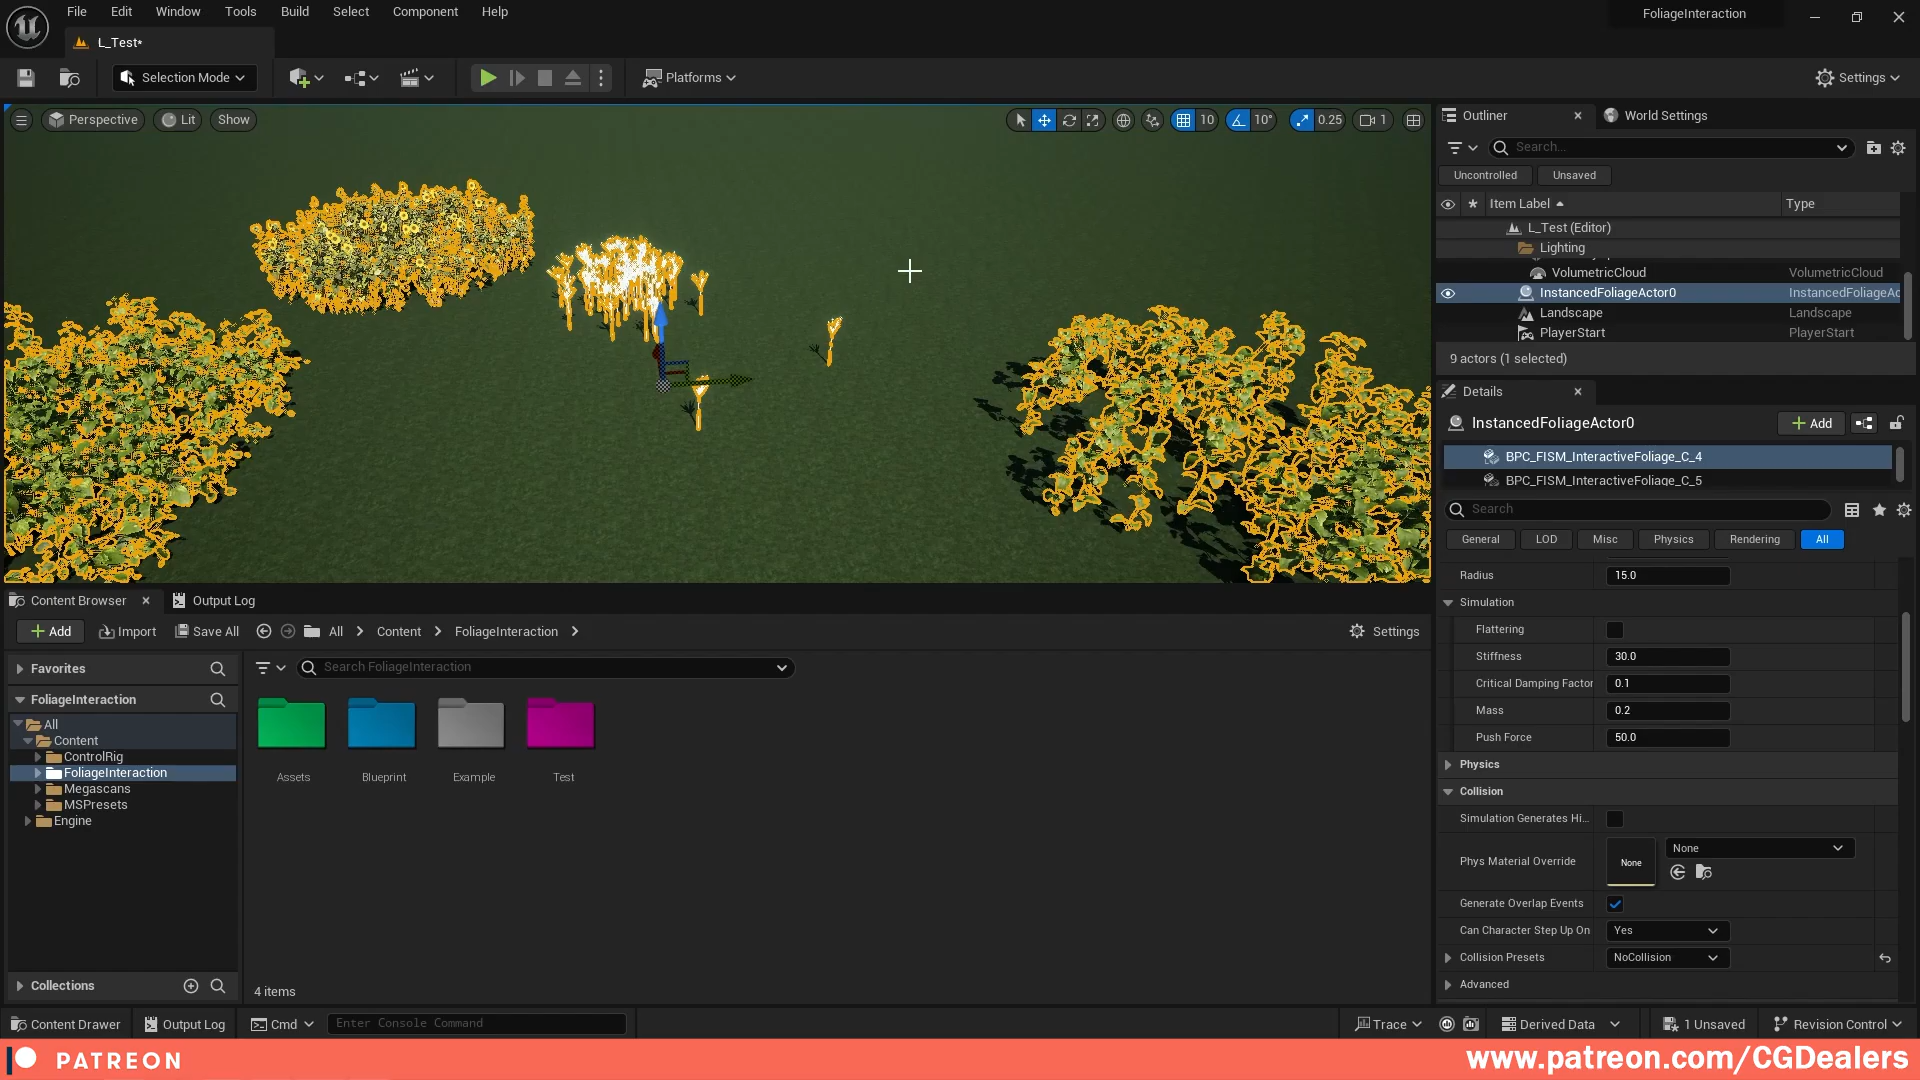 File Edit Window Tools Build Select Component Help
FoliageInteraction
L_Test*
Selection Mode
Platforms
Settings
Perspective Lit Show
10 10° 0.25 1
Outliner
World Settings
Search...
Uncontrolled Unsaved
Item Label Type
L_Test (Editor)
Lighting
VolumetricCloud VolumetricCloud
InstancedFoliageActor0 InstancedFoliageAc
Landscape Landscape
PlayerStart PlayerStart
9 actors (1 selected)
Details
InstancedFoliageActor0
Add
BPC_FISM_InteractiveFoliage_C_4
BPC_FISM_InteractiveFoliage_C_5
Search
General LOD Misc Physics Rendering All
Radius 15.0
Simulation
Flattering
Stiffness 30.0
Critical Damping Factor 0.1
Mass 0.2
Push Force 50.0
Physics
Collision
Simulation Generates Hi...
Phys Material Override None None
Generate Overlap Events
Can Character Step Up On Yes
Collision Presets NoCollision
Advanced
Content Browser Output Log
Add Import Save All All Content FoliageInteraction Settings
Favorites
Search FoliageInteraction
FoliageInteraction
All
Content
ControlRig
FoliageInteraction
Megascans
MSPresets
Engine
Assets Blueprint Example Test
Collections
4 items
Content Drawer Output Log Cmd Enter Console Command Trace Derived Data 1 Unsaved Revision Control
PATREON
www.patreon.com/CGDealers